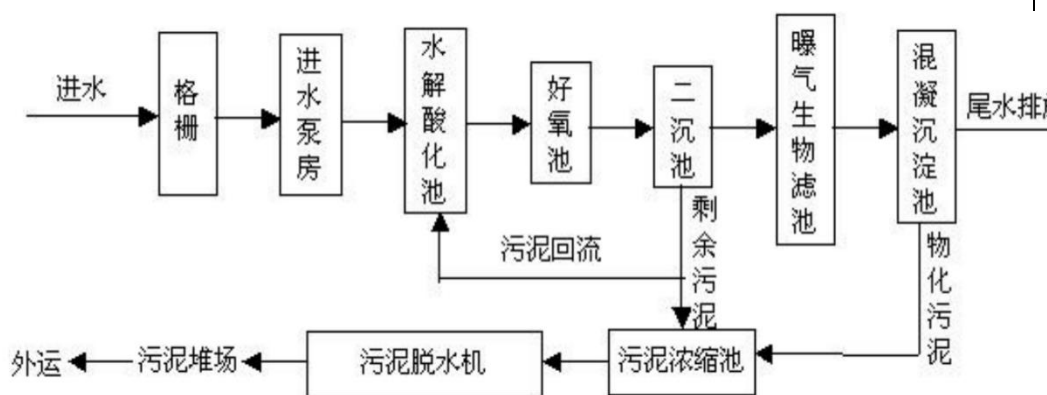 进水
格栅
进水泵房
水解酸化池
好氧池
二沉池
曝气生物滤池
混凝沉淀池
尾水排放
污泥回流
剩余污泥
物化污泥
外运
污泥堆场
污泥脱水机
污泥浓缩池